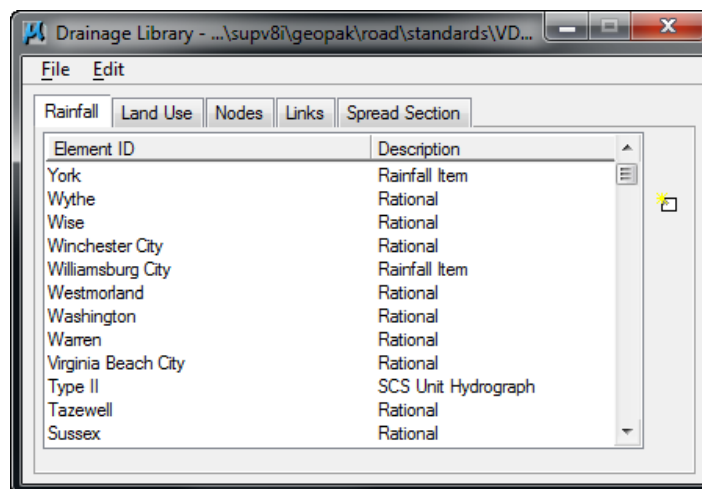 Drainage Library - ...\supv8i\geopak\road\standards\VD...
File Edit
Rainfall Land Use Nodes Links Spread Section
Element ID Description
York Rainfall Item
Wythe Rational
Wise Rational
Winchester City Rational
Williamsburg City Rainfall Item
Westmorland Rational
Washington Rational
Warren Rational
Virginia Beach City Rational
Type II SCS Unit Hydrograph
Tazewell Rational
Sussex Rational